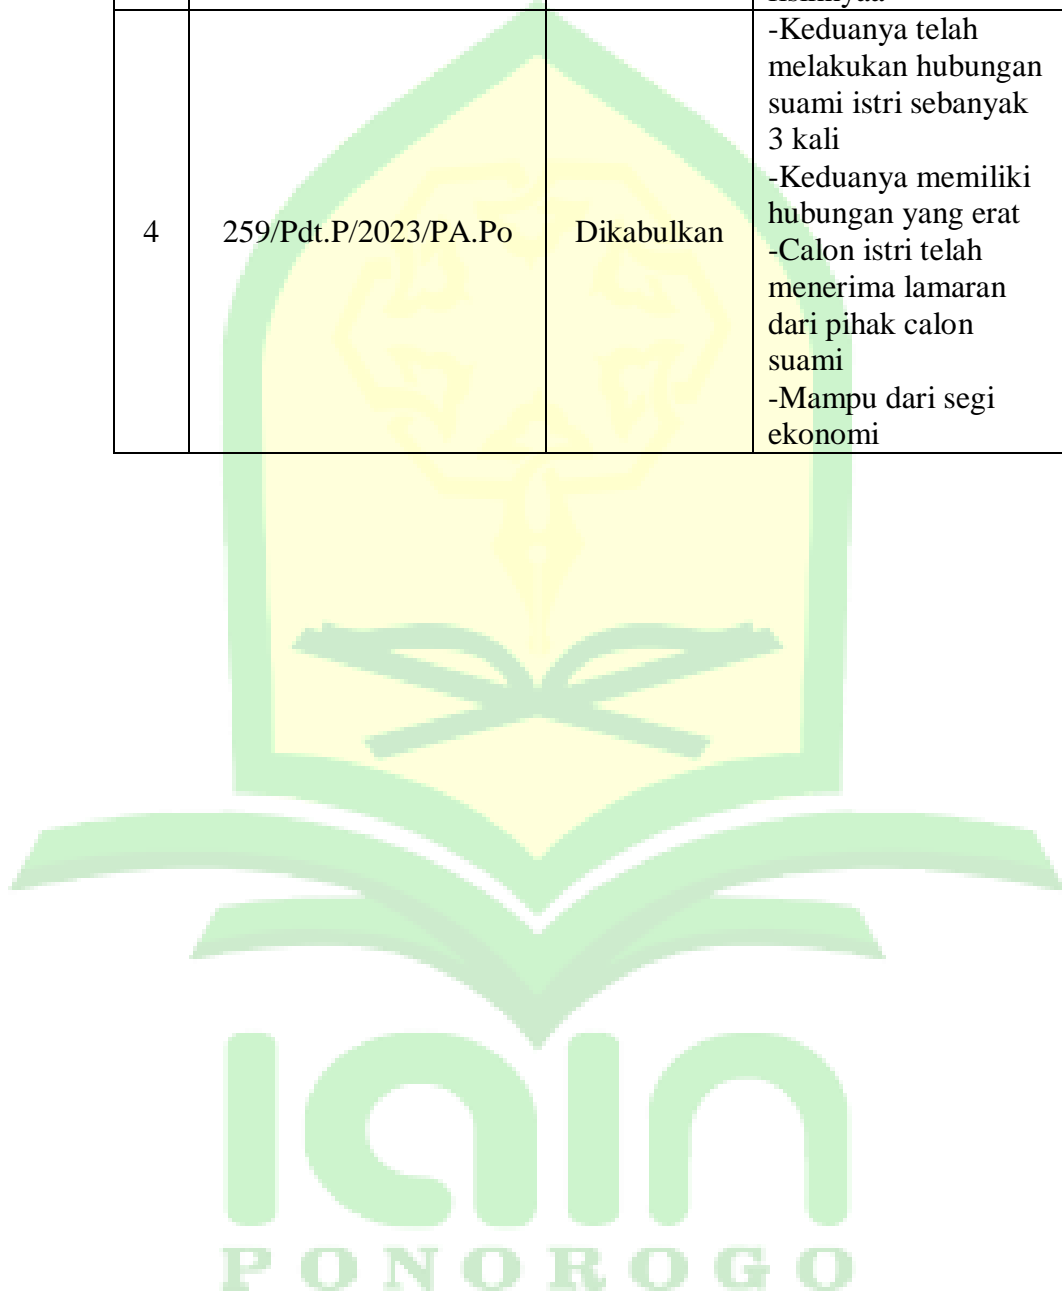 -Keduanya telah
melakukan hubungan
suami istri sebanyak
3 kali
-Keduanya memiliki
4 259/Pdt.P/2023/PA.Po Dikabulkan hubungan yang erat
-Calon istri telah
menerima lamaran
dari pihak calon
suami
-Mampu dari segi
ekonomi
iain
PONOROGO